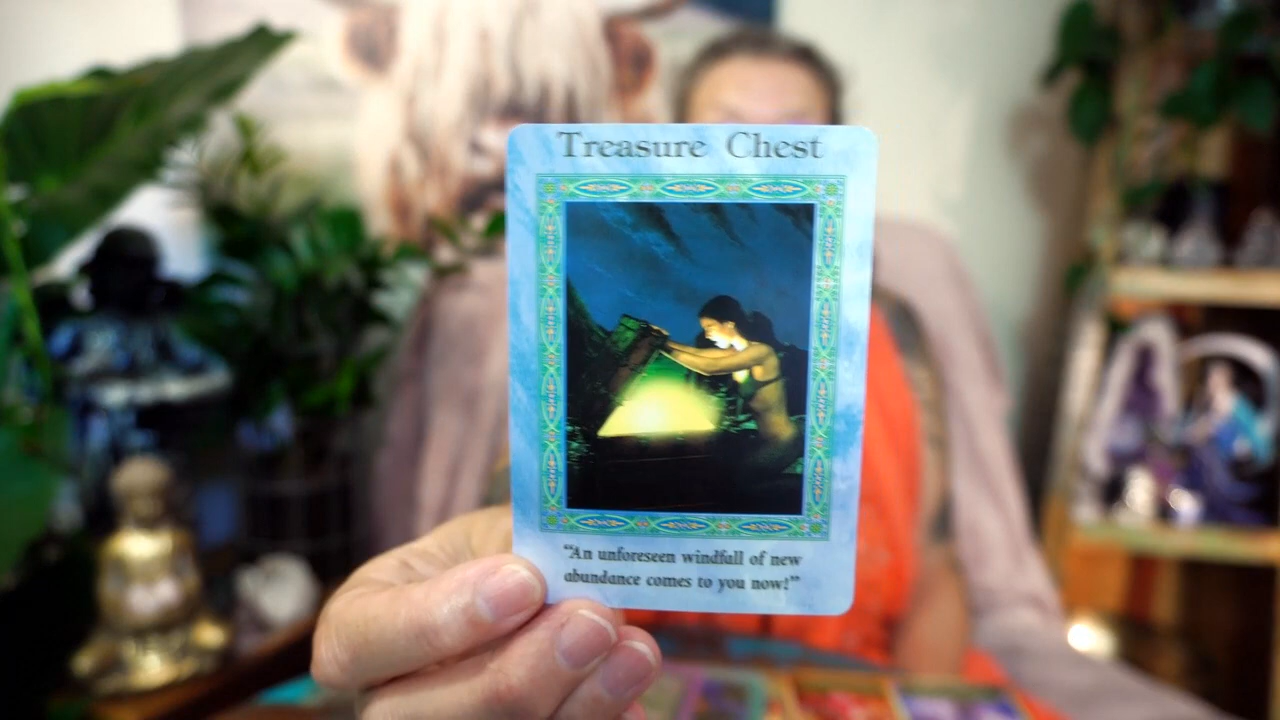 Treasure Chest
“An unforeseen windfall of new
abundance comes to you now!”